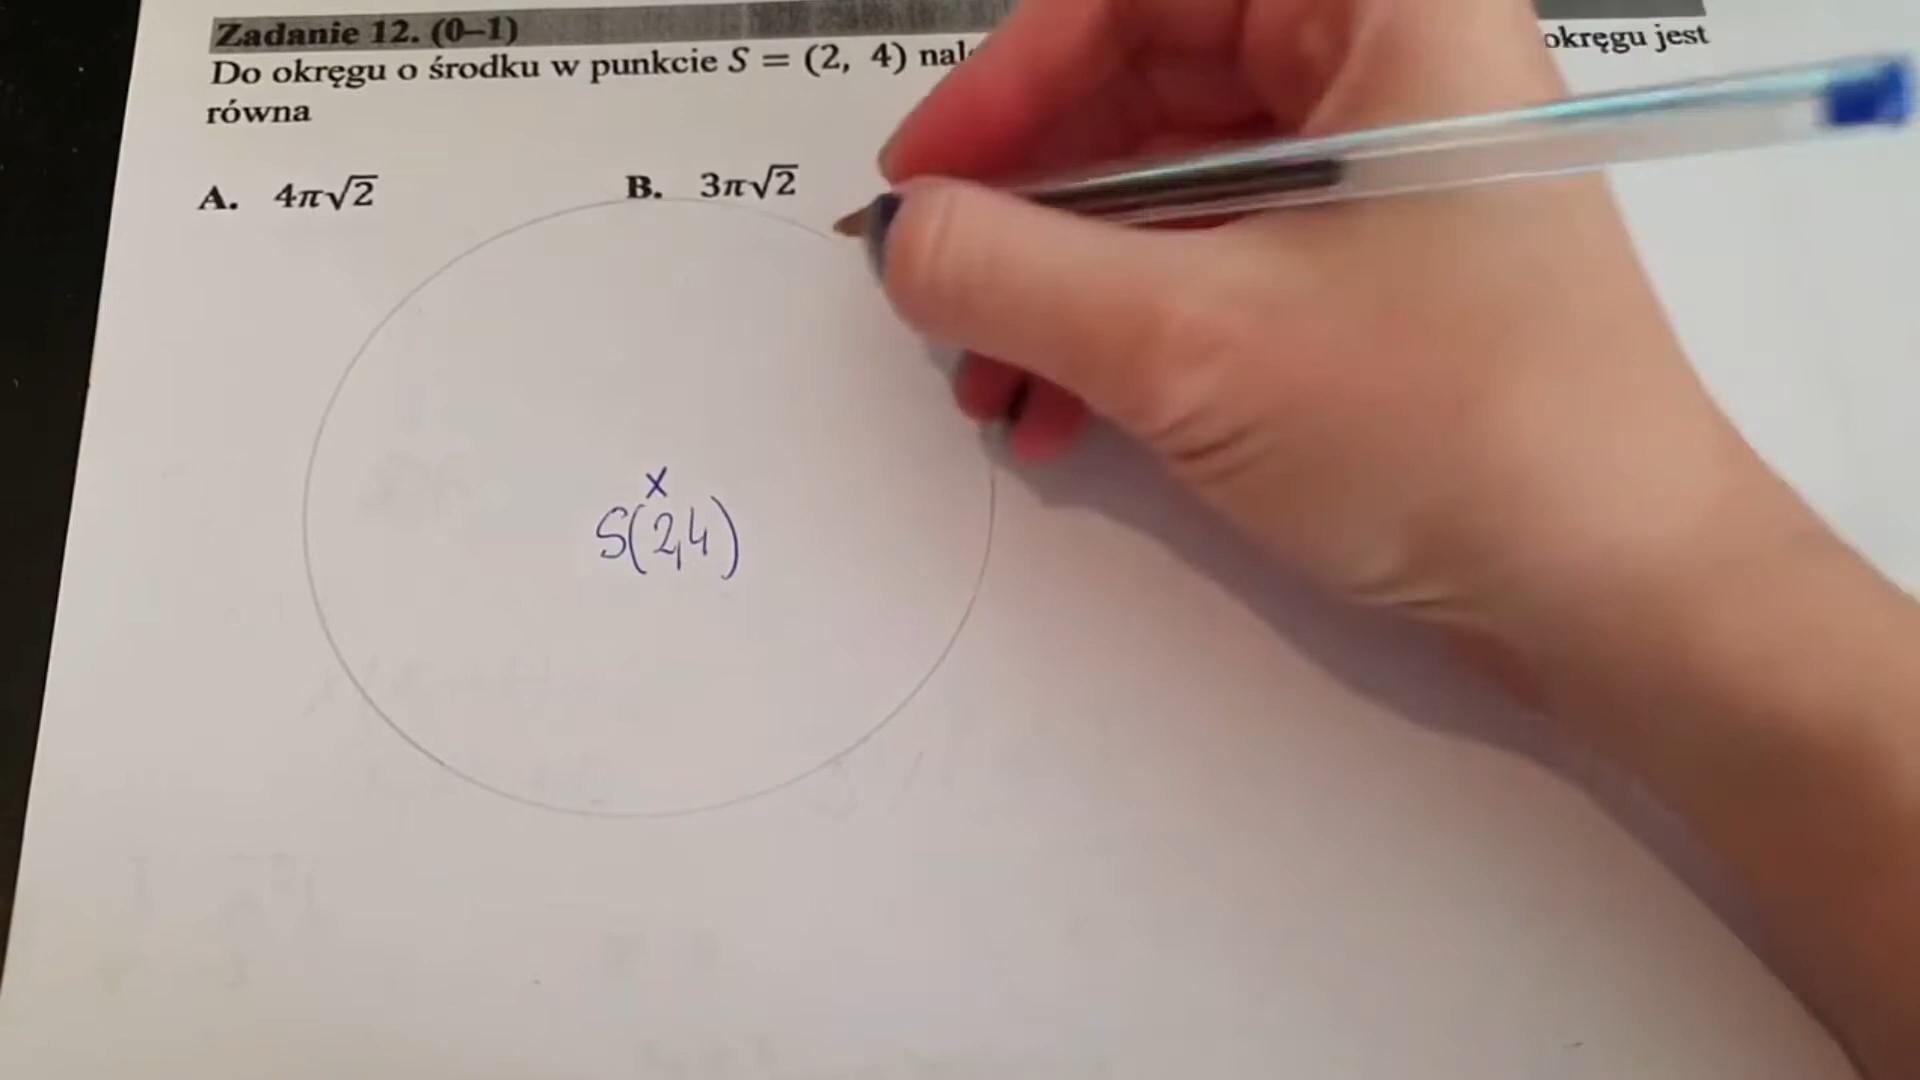 Zadanie 12. (0–1)
Do okręgu o środku w punkcie S = (2, 4) okręgu jest
równa
A. 4π√2 B. 3π√2
x
S(2,4)